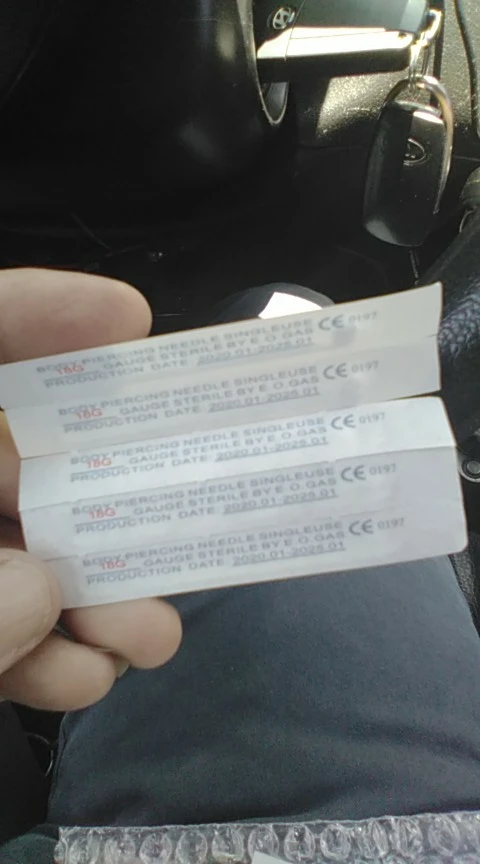 BODY PIERCING NEEDLE SINGLEUSE CE 0197
18G GAUGE STERILE BY E.O.GAS
PRODUCTION DATE: 2020.01-2025.01
BODY PIERCING NEEDLE SINGLEUSE CE 0197
18G GAUGE STERILE BY E.O.GAS
PRODUCTION DATE: 2020.01-2025.01
BODY PIERCING NEEDLE SINGLEUSE CE 0197
18G GAUGE STERILE BY E.O.GAS
PRODUCTION DATE: 2020.01-2025.01
BODY PIERCING NEEDLE SINGLEUSE CE 0197
18G GAUGE STERILE BY E.O.GAS
PRODUCTION DATE: 2020.01-2025.01
BODY PIERCING NEEDLE SINGLEUSE CE 0197
18G GAUGE STERILE BY E.O.GAS
PRODUCTION DATE: 2020.01-2025.01